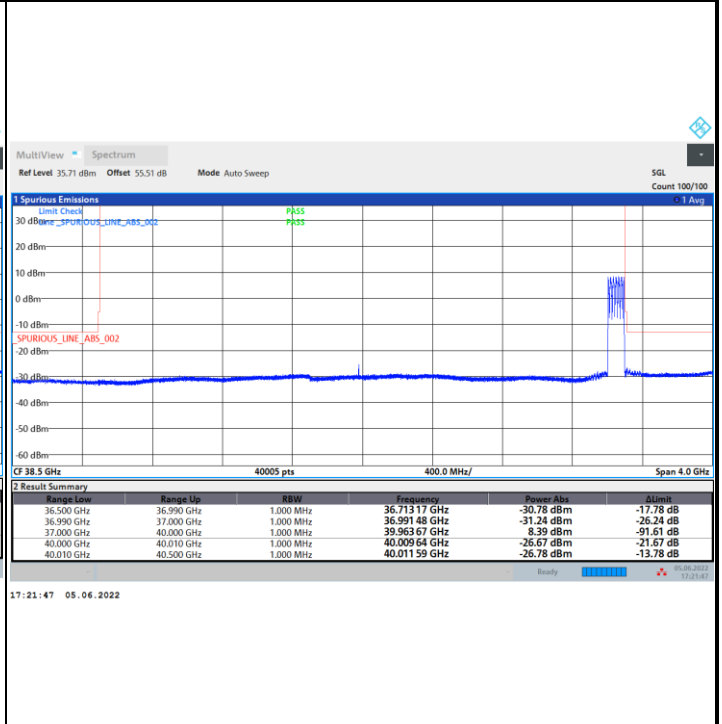 MultiView Spectrum
Ref Level 35.71 dBm Offset 55.51 dB Mode Auto Sweep SGL
Count 100/100
1 Spurious Emissions 1 Avg
Limit Check PASS
Line _SPURIOUS_LINE_ABS_002 PASS
30 dBm
20 dBm
10 dBm
0 dBm
-10 dBm
_SPURIOUS_LINE_ABS_002
-20 dBm
-30 dBm
-40 dBm
-50 dBm
-60 dBm
CF 38.5 GHz 40005 pts 400.0 MHz/ Span 4.0 GHz
2 Result Summary
Range Low Range Up RBW Frequency Power Abs ΔLimit
36.500 GHz 36.990 GHz 1.000 MHz 36.713 17 GHz -30.78 dBm -17.78 dB
36.990 GHz 37.000 GHz 1.000 MHz 36.991 48 GHz -31.24 dBm -26.24 dB
37.000 GHz 40.000 GHz 1.000 MHz 39.963 67 GHz 8.39 dBm -91.61 dB
40.000 GHz 40.010 GHz 1.000 MHz 40.009 64 GHz -26.67 dBm -21.67 dB
40.010 GHz 40.500 GHz 1.000 MHz 40.011 59 GHz -26.78 dBm -13.78 dB
Ready 05.06.2022
17:21:47
17:21:47 05.06.2022